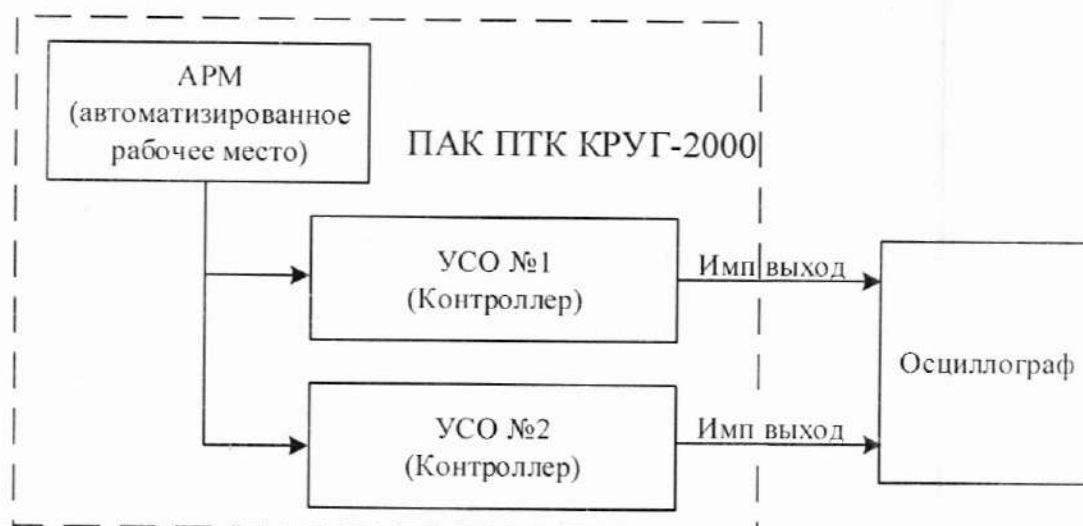 АРМ
(автоматизированное
рабочее место)
ПАК ПТК КРУГ-2000
УСО №1
(Контроллер)
Имп выход
УСО №2
(Контроллер)
Имп выход
Осциллограф